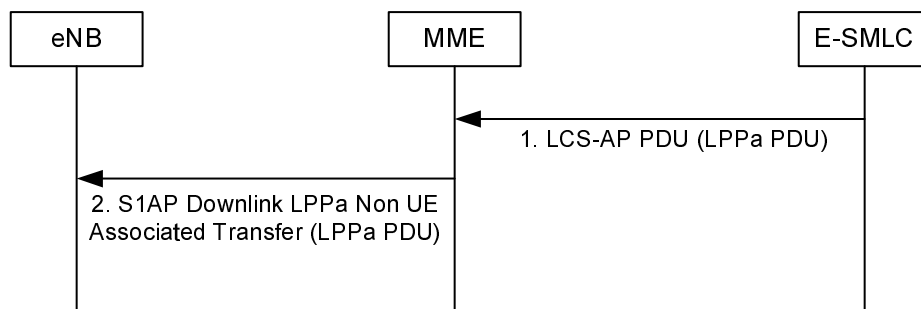 eNB
MME
E-SMLC
1. LCS-AP PDU (LPPa PDU)
2. S1AP Downlink LPPa Non UE
Associated Transfer (LPPa PDU)